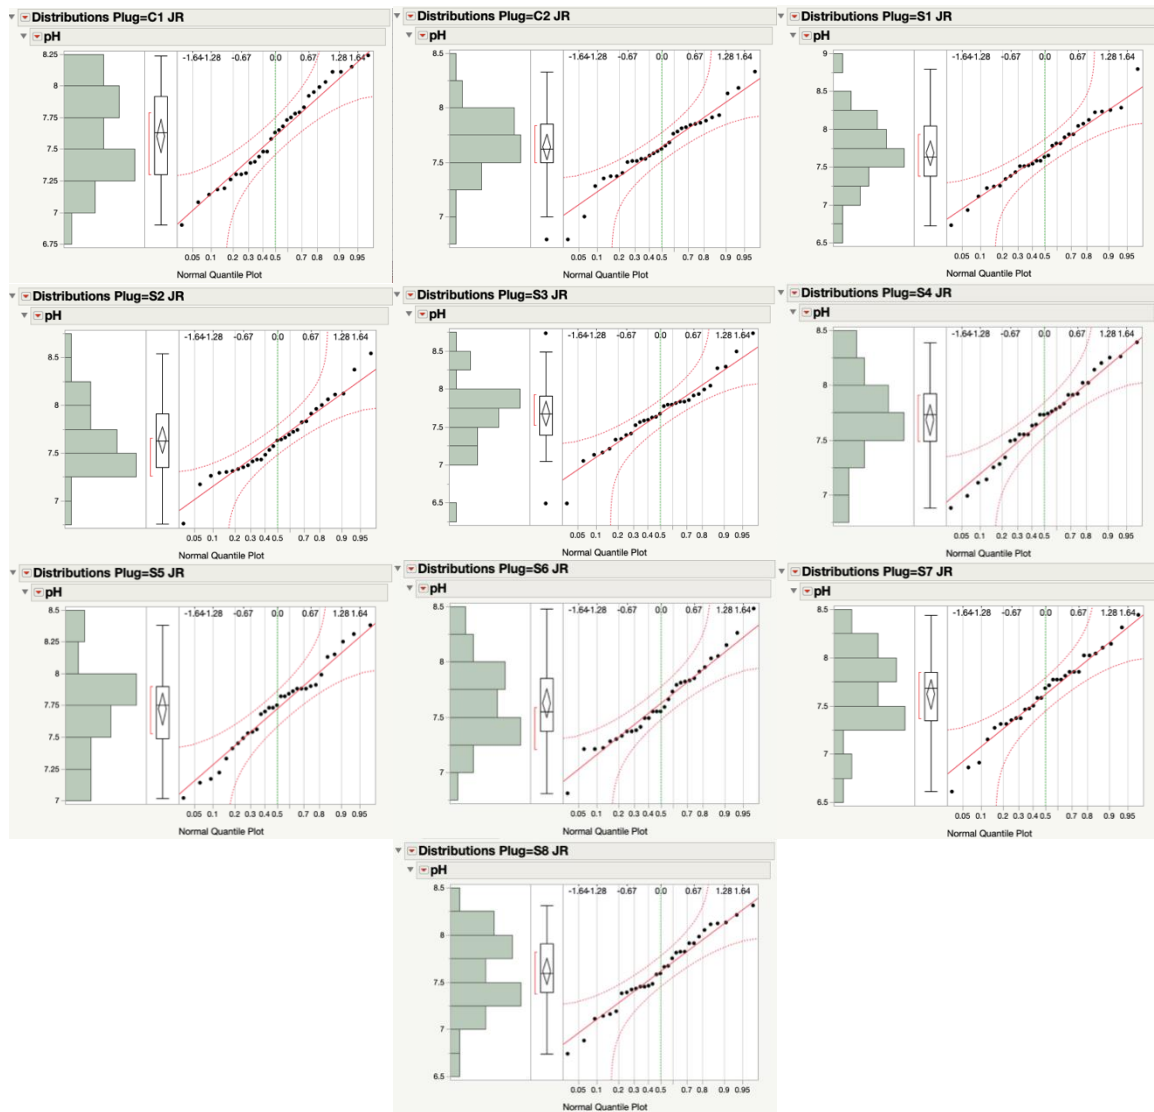 Distributions Plug=C1 JR
pH
8.25
8
7.75
7.5
7.25
7
6.75
-1.64-1.28 -0.67 0.0 0.67 1.28 1.64
0.05 0.1 0.2 0.3 0.4 0.5 0.7 0.8 0.9 0.95
Normal Quantile Plot
Distributions Plug=C2 JR
pH
8.5
8
7.5
7
-1.64-1.28 -0.67 0.0 0.67 1.28 1.64
0.05 0.1 0.2 0.3 0.4 0.5 0.7 0.8 0.9 0.95
Normal Quantile Plot
Distributions Plug=S1 JR
pH
9
8.5
8
7.5
7
6.5
-1.64-1.28 -0.67 0.0 0.67 1.28 1.64
0.05 0.1 0.2 0.3 0.4 0.5 0.7 0.8 0.9 0.95
Normal Quantile Plot
Distributions Plug=S2 JR
pH
8.5
8
7.5
7
-1.64-1.28 -0.67 0.0 0.67 1.28 1.64
0.05 0.1 0.2 0.3 0.4 0.5 0.7 0.8 0.9 0.95
Normal Quantile Plot
Distributions Plug=S3 JR
pH
8.5
8
7.5
7
6.5
-1.64-1.28 -0.67 0.0 0.67 1.28 1.64
0.05 0.1 0.2 0.3 0.4 0.5 0.7 0.8 0.9 0.95
Normal Quantile Plot
Distributions Plug=S4 JR
pH
8.5
8
7.5
7
-1.64-1.28 -0.67 0.0 0.67 1.28 1.64
0.05 0.1 0.2 0.3 0.4 0.5 0.7 0.8 0.9 0.95
Normal Quantile Plot
Distributions Plug=S5 JR
pH
8.5
8.25
8
7.75
7.5
7.25
7
-1.64-1.28 -0.67 0.0 0.67 1.28 1.64
0.05 0.1 0.2 0.3 0.4 0.5 0.7 0.8 0.9 0.95
Normal Quantile Plot
Distributions Plug=S6 JR
pH
8.5
8
7.5
7
-1.64-1.28 -0.67 0.0 0.67 1.28 1.64
0.05 0.1 0.2 0.3 0.4 0.5 0.7 0.8 0.9 0.95
Normal Quantile Plot
Distributions Plug=S7 JR
pH
8.5
8
7.5
7
6.5
-1.64-1.28 -0.67 0.0 0.67 1.28 1.64
0.05 0.1 0.2 0.3 0.4 0.5 0.7 0.8 0.9 0.95
Normal Quantile Plot
Distributions Plug=S8 JR
pH
8.5
8
7.5
7
6.5
-1.64-1.28 -0.67 0.0 0.67 1.28 1.64
0.05 0.1 0.2 0.3 0.4 0.5 0.7 0.8 0.9 0.95
Normal Quantile Plot